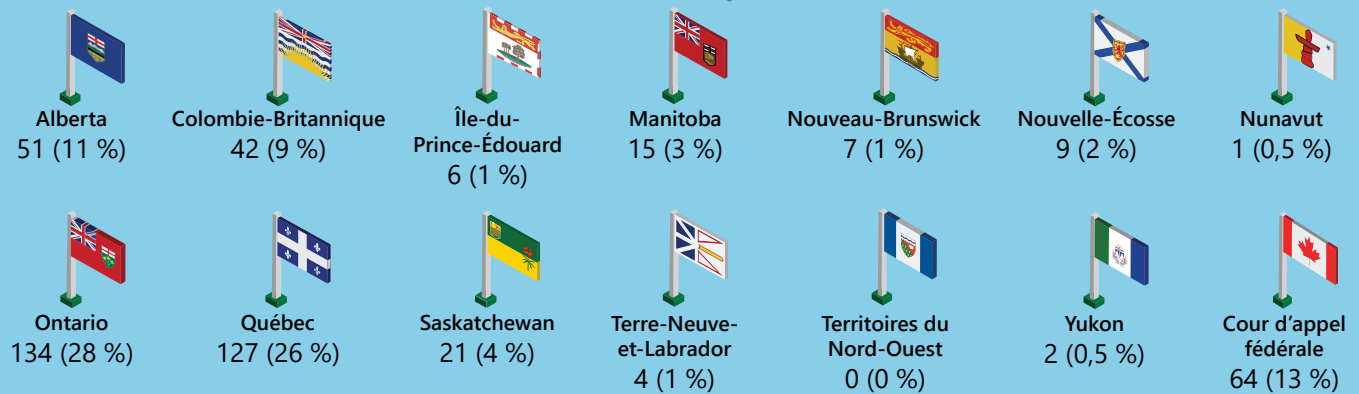 Alberta
51 (11 %)
Colombie-Britannique
42 (9 %)
Île-du-
Prince-Édouard
6 (1 %)
Manitoba
15 (3 %)
Nouveau-Brunswick
7 (1 %)
Nouvelle-Écosse
9 (2 %)
Nunavut
1 (0,5 %)
Ontario
134 (28 %)
Québec
127 (26 %)
Saskatchewan
21 (4 %)
Terre-Neuve-
et-Labrador
4 (1 %)
Territoires du
Nord-Ouest
0 (0 %)
Yukon
2 (0,5 %)
Cour d’appel
fédérale
64 (13 %)